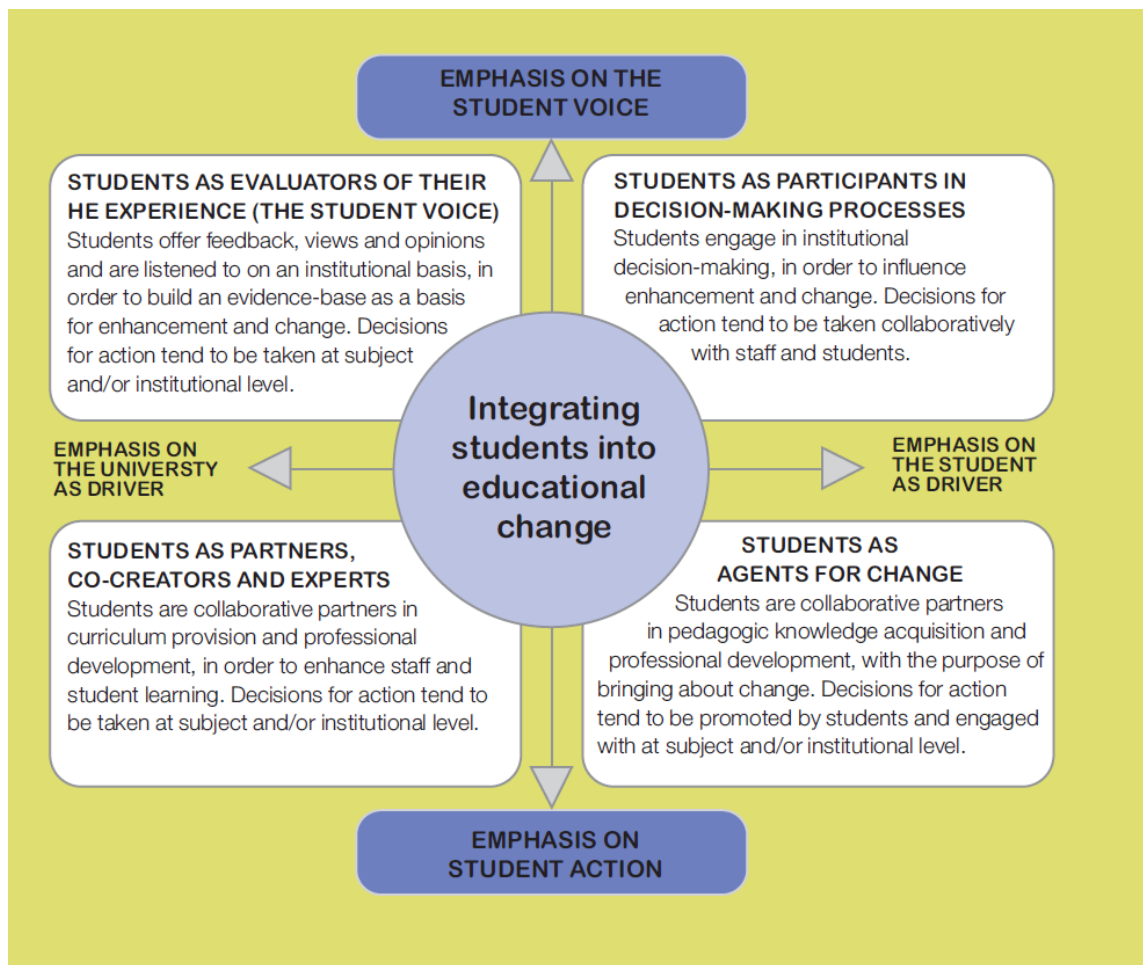 EMPHASIS ON THE
STUDENT VOICE
STUDENTS AS EVALUATORS OF THEIR
HE EXPERIENCE (THE STUDENT VOICE)
Students offer feedback, views and opinions
and are listened to on an institutional basis, in
order to build an evidence-base as a basis
for enhancement and change. Decisions
for action tend to be taken at subject
and/or institutional level.
STUDENTS AS PARTICIPANTS IN
DECISION-MAKING PROCESSES
Students engage in institutional
decision-making, in order to influence
enhancement and change. Decisions for
action tend to be taken collaboratively
with staff and students.
Integrating
students into
educational
change
EMPHASIS ON
THE UNIVERSTY
AS DRIVER
EMPHASIS ON
THE STUDENT
AS DRIVER
STUDENTS AS PARTNERS,
CO-CREATORS AND EXPERTS
Students are collaborative partners in
curriculum provision and professional
development, in order to enhance staff and
student learning. Decisions for action tend to
be taken at subject and/or institutional level.
STUDENTS AS
AGENTS FOR CHANGE
Students are collaborative partners
in pedagogic knowledge acquisition and
professional development, with the purpose of
bringing about change. Decisions for action
tend to be promoted by students and engaged
with at subject and/or institutional level.
EMPHASIS ON
STUDENT ACTION